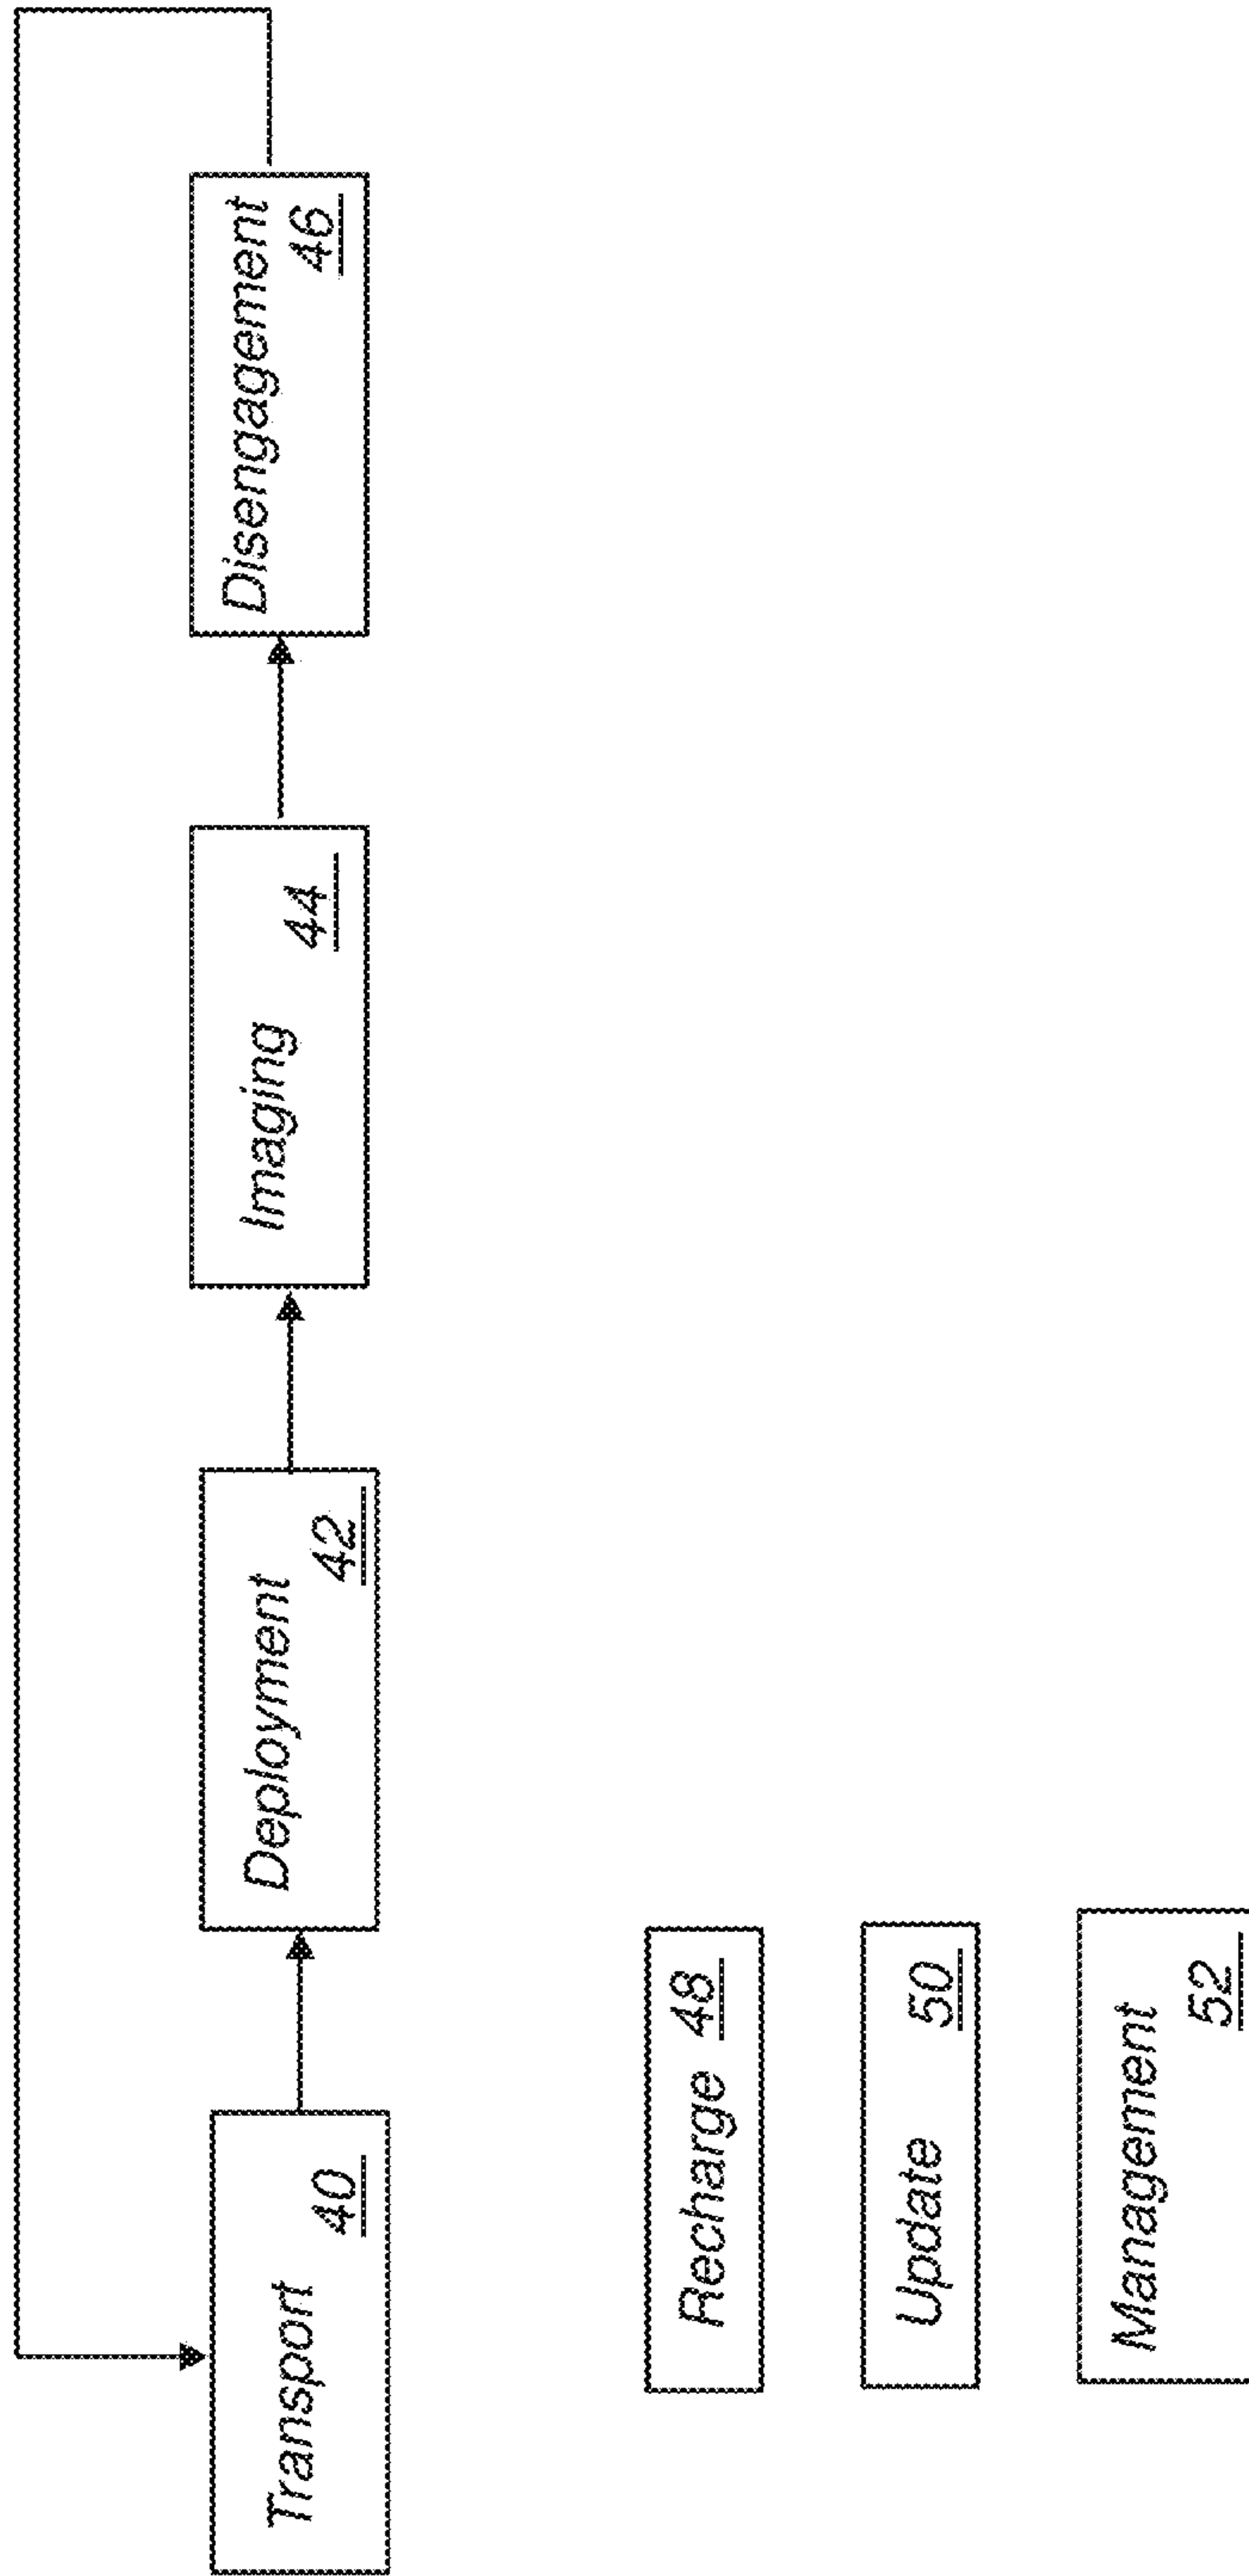 Transport
40
Deployment
42
Imaging
44
Disengagement
46
Recharge 48
Update 50
Management
52